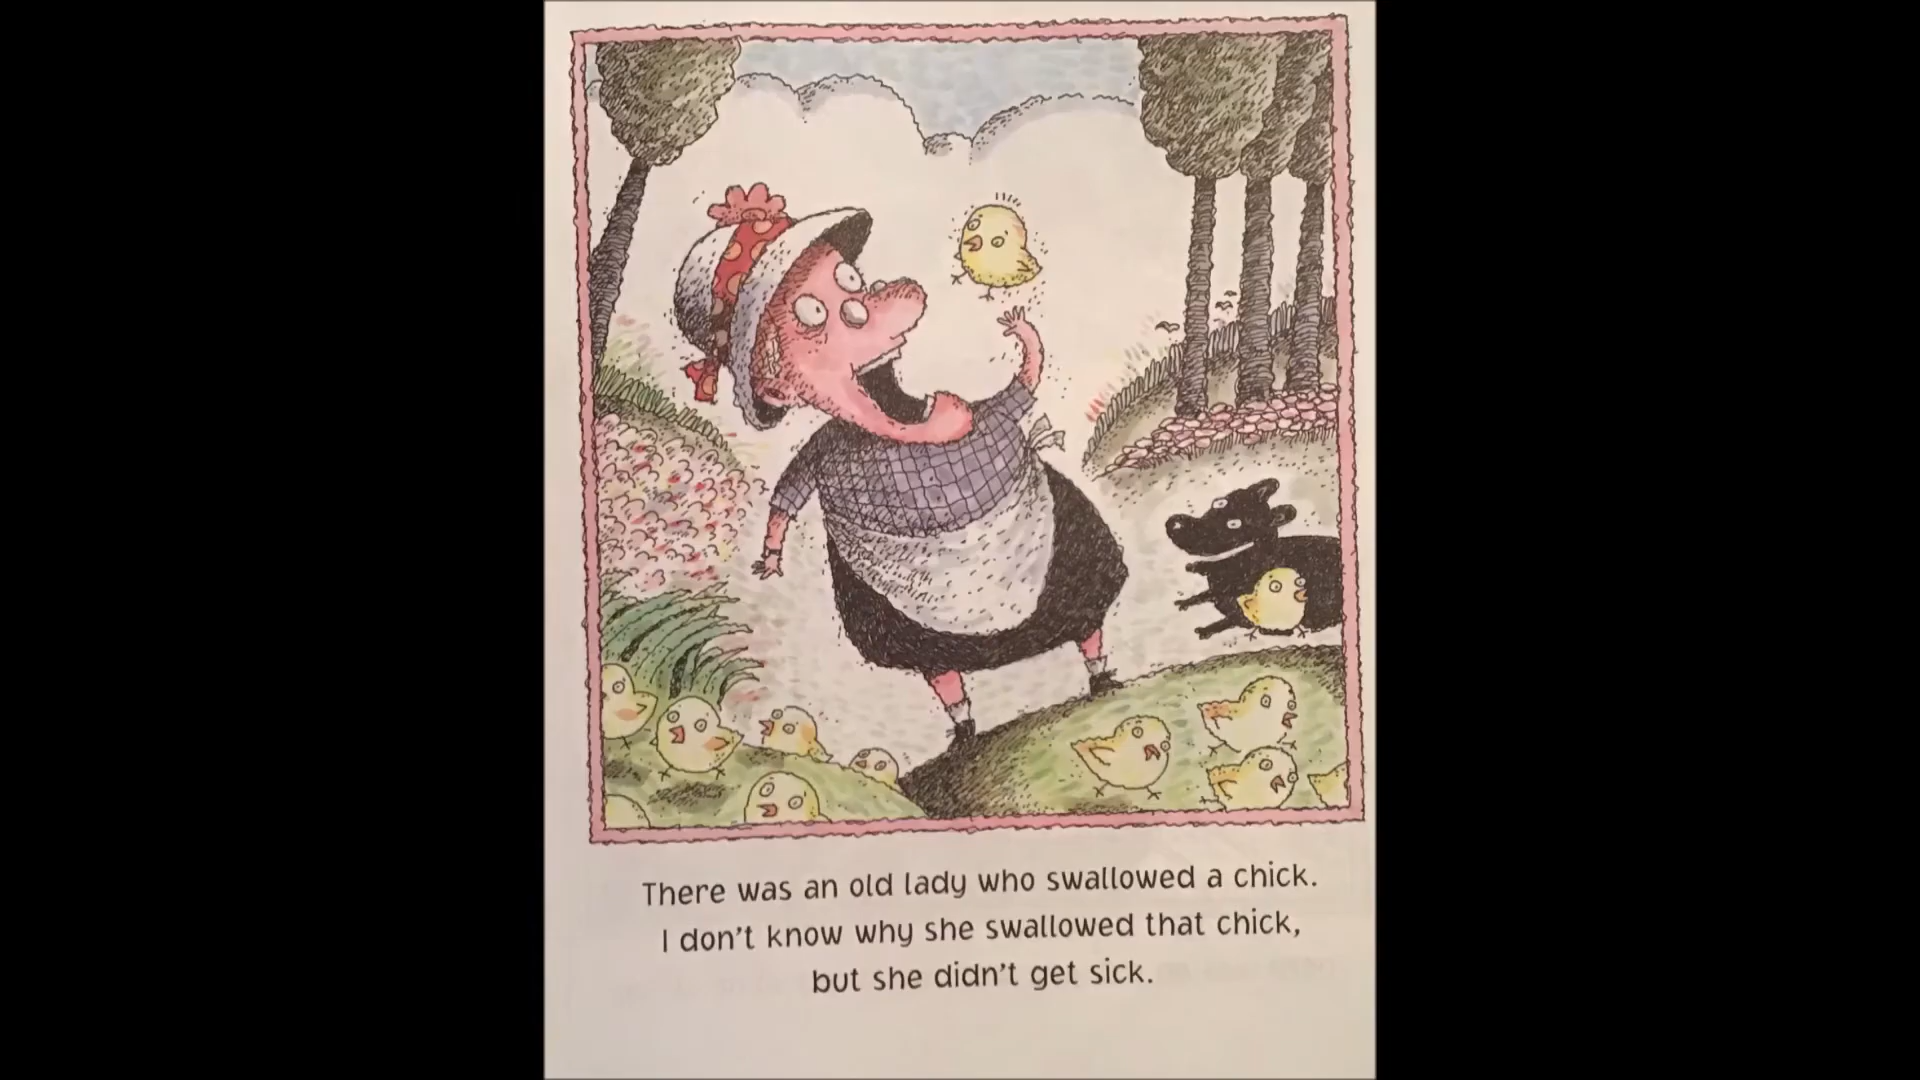 There was an old lady who swallowed a chick.
I don't know why she swallowed that chick,
but she didn't get sick.